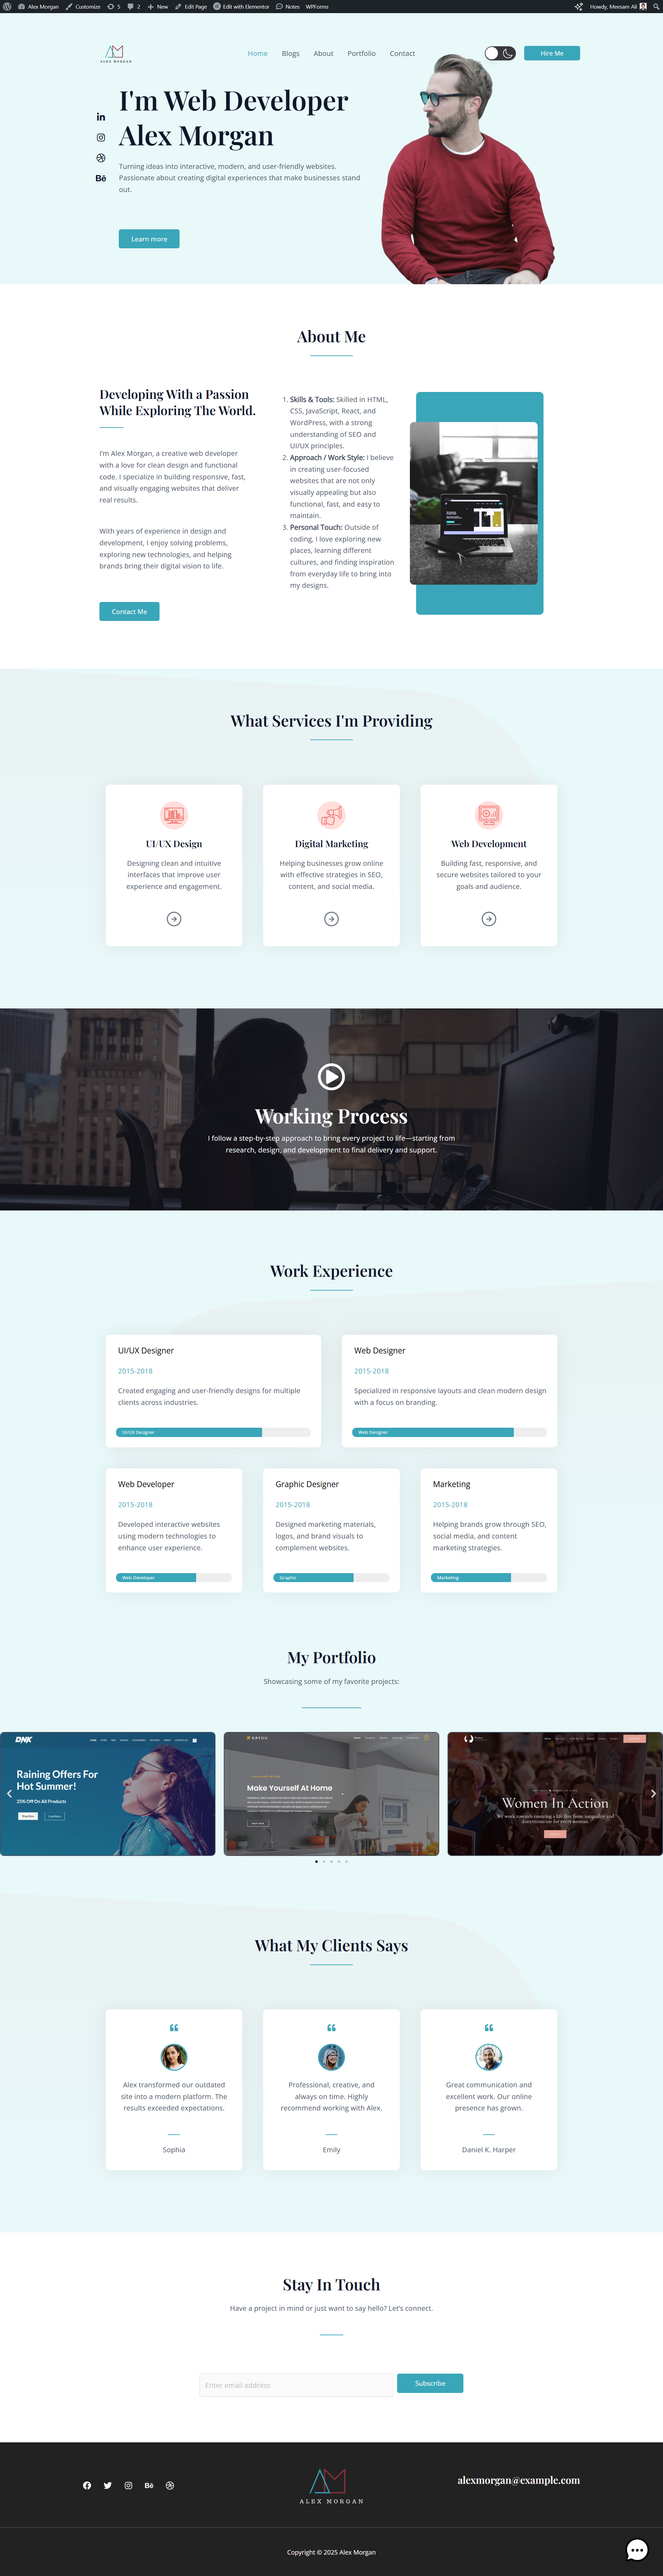 Alex Morgan Customize 5 2 New Edit Page Edit with Elementor Notes WPForms Howdy, Meesam Ali
ALEX MORGAN
Home Blogs About Portfolio Contact Hire Me
I'm Web Developer
Alex Morgan
Turning ideas into interactive, modern, and user-friendly websites.
Passionate about creating digital experiences that make businesses stand
out.
Learn more
About Me
Developing With a Passion
While Exploring The World.
I'm Alex Morgan, a creative web developer
with a love for clean design and functional
code. I specialize in building responsive, fast,
and visually engaging websites that deliver
real results.
With years of experience in design and
development, I enjoy solving problems,
exploring new technologies, and helping
brands bring their digital vision to life.
Contact Me
1. Skills & Tools: Skilled in HTML,
CSS, JavaScript, React, and
WordPress, with a strong
understanding of SEO and
UI/UX principles.
2. Approach / Work Style: I believe
in creating user-focused
websites that are not only
visually appealing but also
functional, fast, and easy to
maintain.
3. Personal Touch: Outside of
coding, I love exploring new
places, learning different
cultures, and finding inspiration
from everyday life to bring into
my designs.
What Services I'm Providing
UI/UX Design
Designing clean and intuitive
interfaces that improve user
experience and engagement.
Digital Marketing
Helping businesses grow online
with effective strategies in SEO,
content, and social media.
Web Development
Building fast, responsive, and
secure websites tailored to your
goals and audience.
Working Process
I follow a step-by-step approach to bring every project to life—starting from
research, design, and development to final delivery and support.
Work Experience
UI/UX Designer
2015-2018
Created engaging and user-friendly designs for multiple
clients across industries.
UI/UX Designer
Web Designer
2015-2018
Specialized in responsive layouts and clean modern design
with a focus on branding.
Web Designer
Web Developer
2015-2018
Developed interactive websites
using modern technologies to
enhance user experience.
Web Developer
Graphic Designer
2015-2018
Designed marketing materials,
logos, and brand visuals to
complement websites.
Graphic
Marketing
2015-2018
Helping brands grow through SEO,
social media, and content
marketing strategies.
Marketing
My Portfolio
Showcasing some of my favorite projects:
DNK
Raining Offers For
Hot Summer!
25% Off On All Products
KAYUU
Make Yourself At Home
Women In Action
We work towards ensuring a life free from inequality and
discrimination for every woman.
What My Clients Says
Alex transformed our outdated
site into a modern platform. The
results exceeded expectations.
Sophia
Professional, creative, and
always on time. Highly
recommend working with Alex.
Emily
Great communication and
excellent work. Our online
presence has grown.
Daniel K. Harper
Stay In Touch
Have a project in mind or just want to say hello? Let's connect.
Enter email address
Subscribe
Bē
ALEX MORGAN
alexmorgan@example.com
Copyright © 2025 Alex Morgan